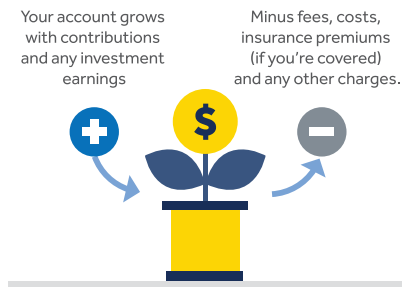 Your account grows
with contributions
and any investment
earnings
Minus fees, costs,
insurance premiums
(if you're covered)
and any other charges.
$